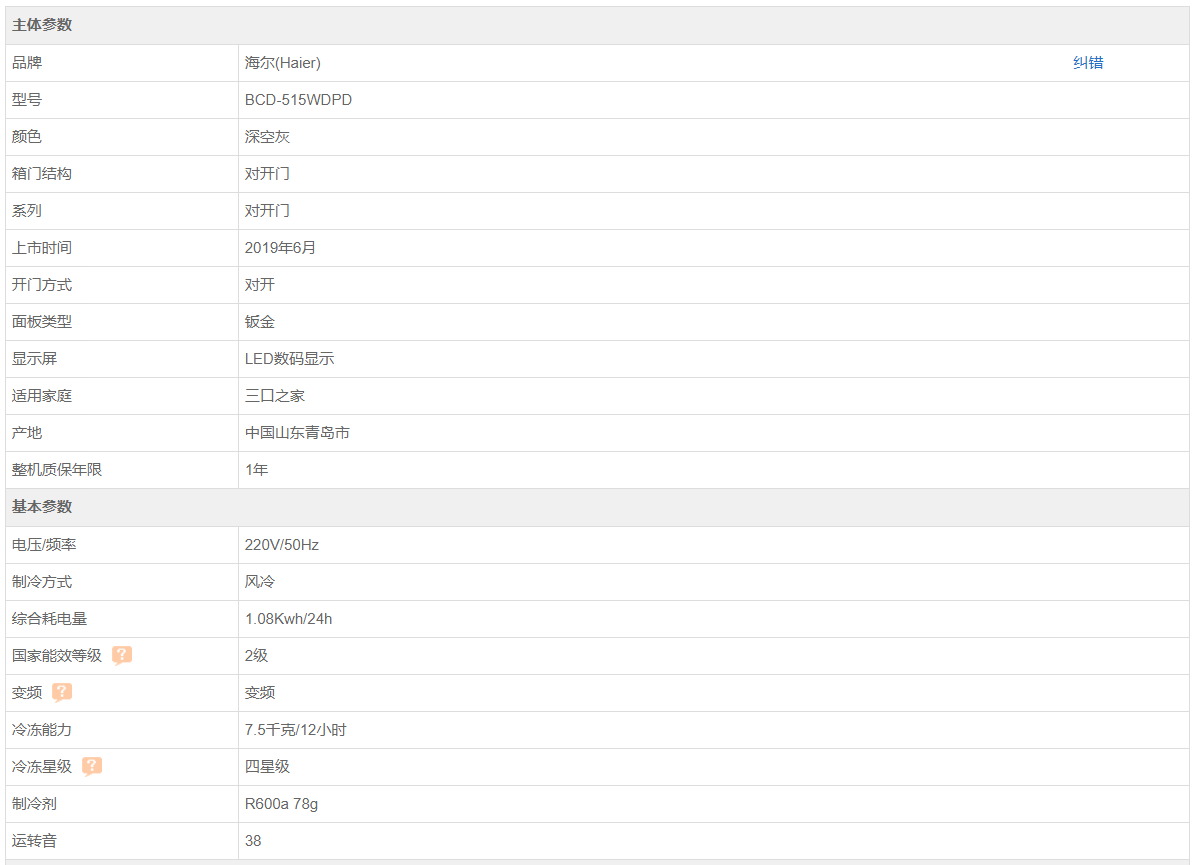 主体参数
品牌 海尔(Haier) 纠错
型号 BCD-515WDPD
颜色 深空灰
箱门结构 对开门
系列 对开门
上市时间 2019年6月
开门方式 对开
面板类型 钣金
显示屏 LED数码显示
适用家庭 三口之家
产地 中国山东青岛市
整机质保年限 1年
基本参数
电压/频率 220V/50Hz
制冷方式 风冷
综合耗电量 1.08Kwh/24h
国家能效等级 ? 2级
变频 ? 变频
冷冻能力 7.5千克/12小时
冷冻星级 ? 四星级
制冷剂 R600a 78g
运转音 38